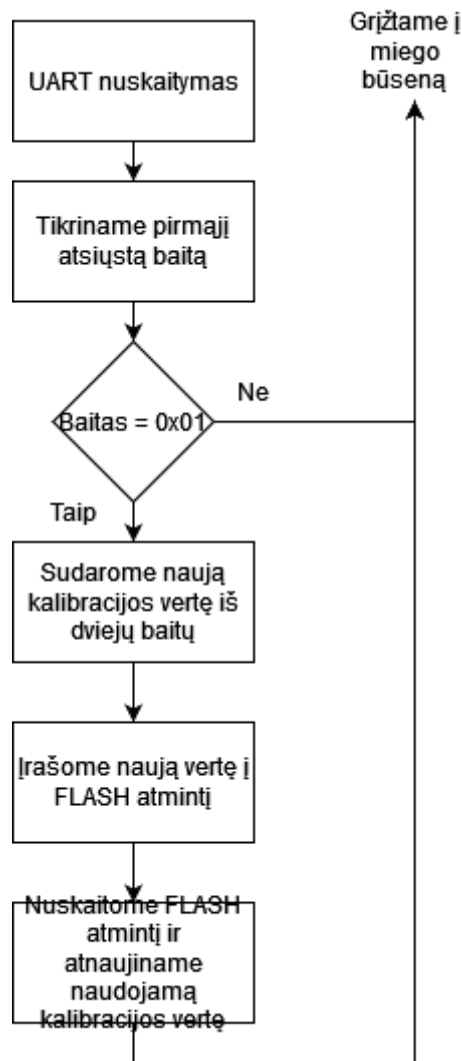 Grįžtame į
miego
būseną
UART nuskaitymas
Tikriname pirmąjį
atsiųstą baitą
Baitas = 0x01
Ne
Taip
Sudarome naują
kalibracijos vertę iš
dviejų baitų
Įrašome naują vertę į
FLASH atmintį
Nuskaitome FLASH
atmintį ir
atnaujiname
naudojamą
kalibracijos vertę